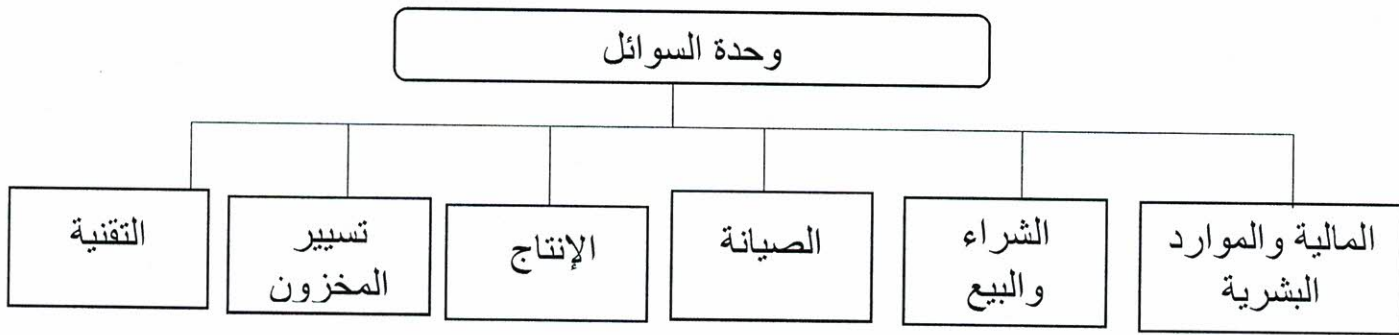 وحدة السوائل
المالية والموارد
البشرية
الشراء
والبيع
الصيانة
الإنتاج
تسيير
المخزون
التقنية